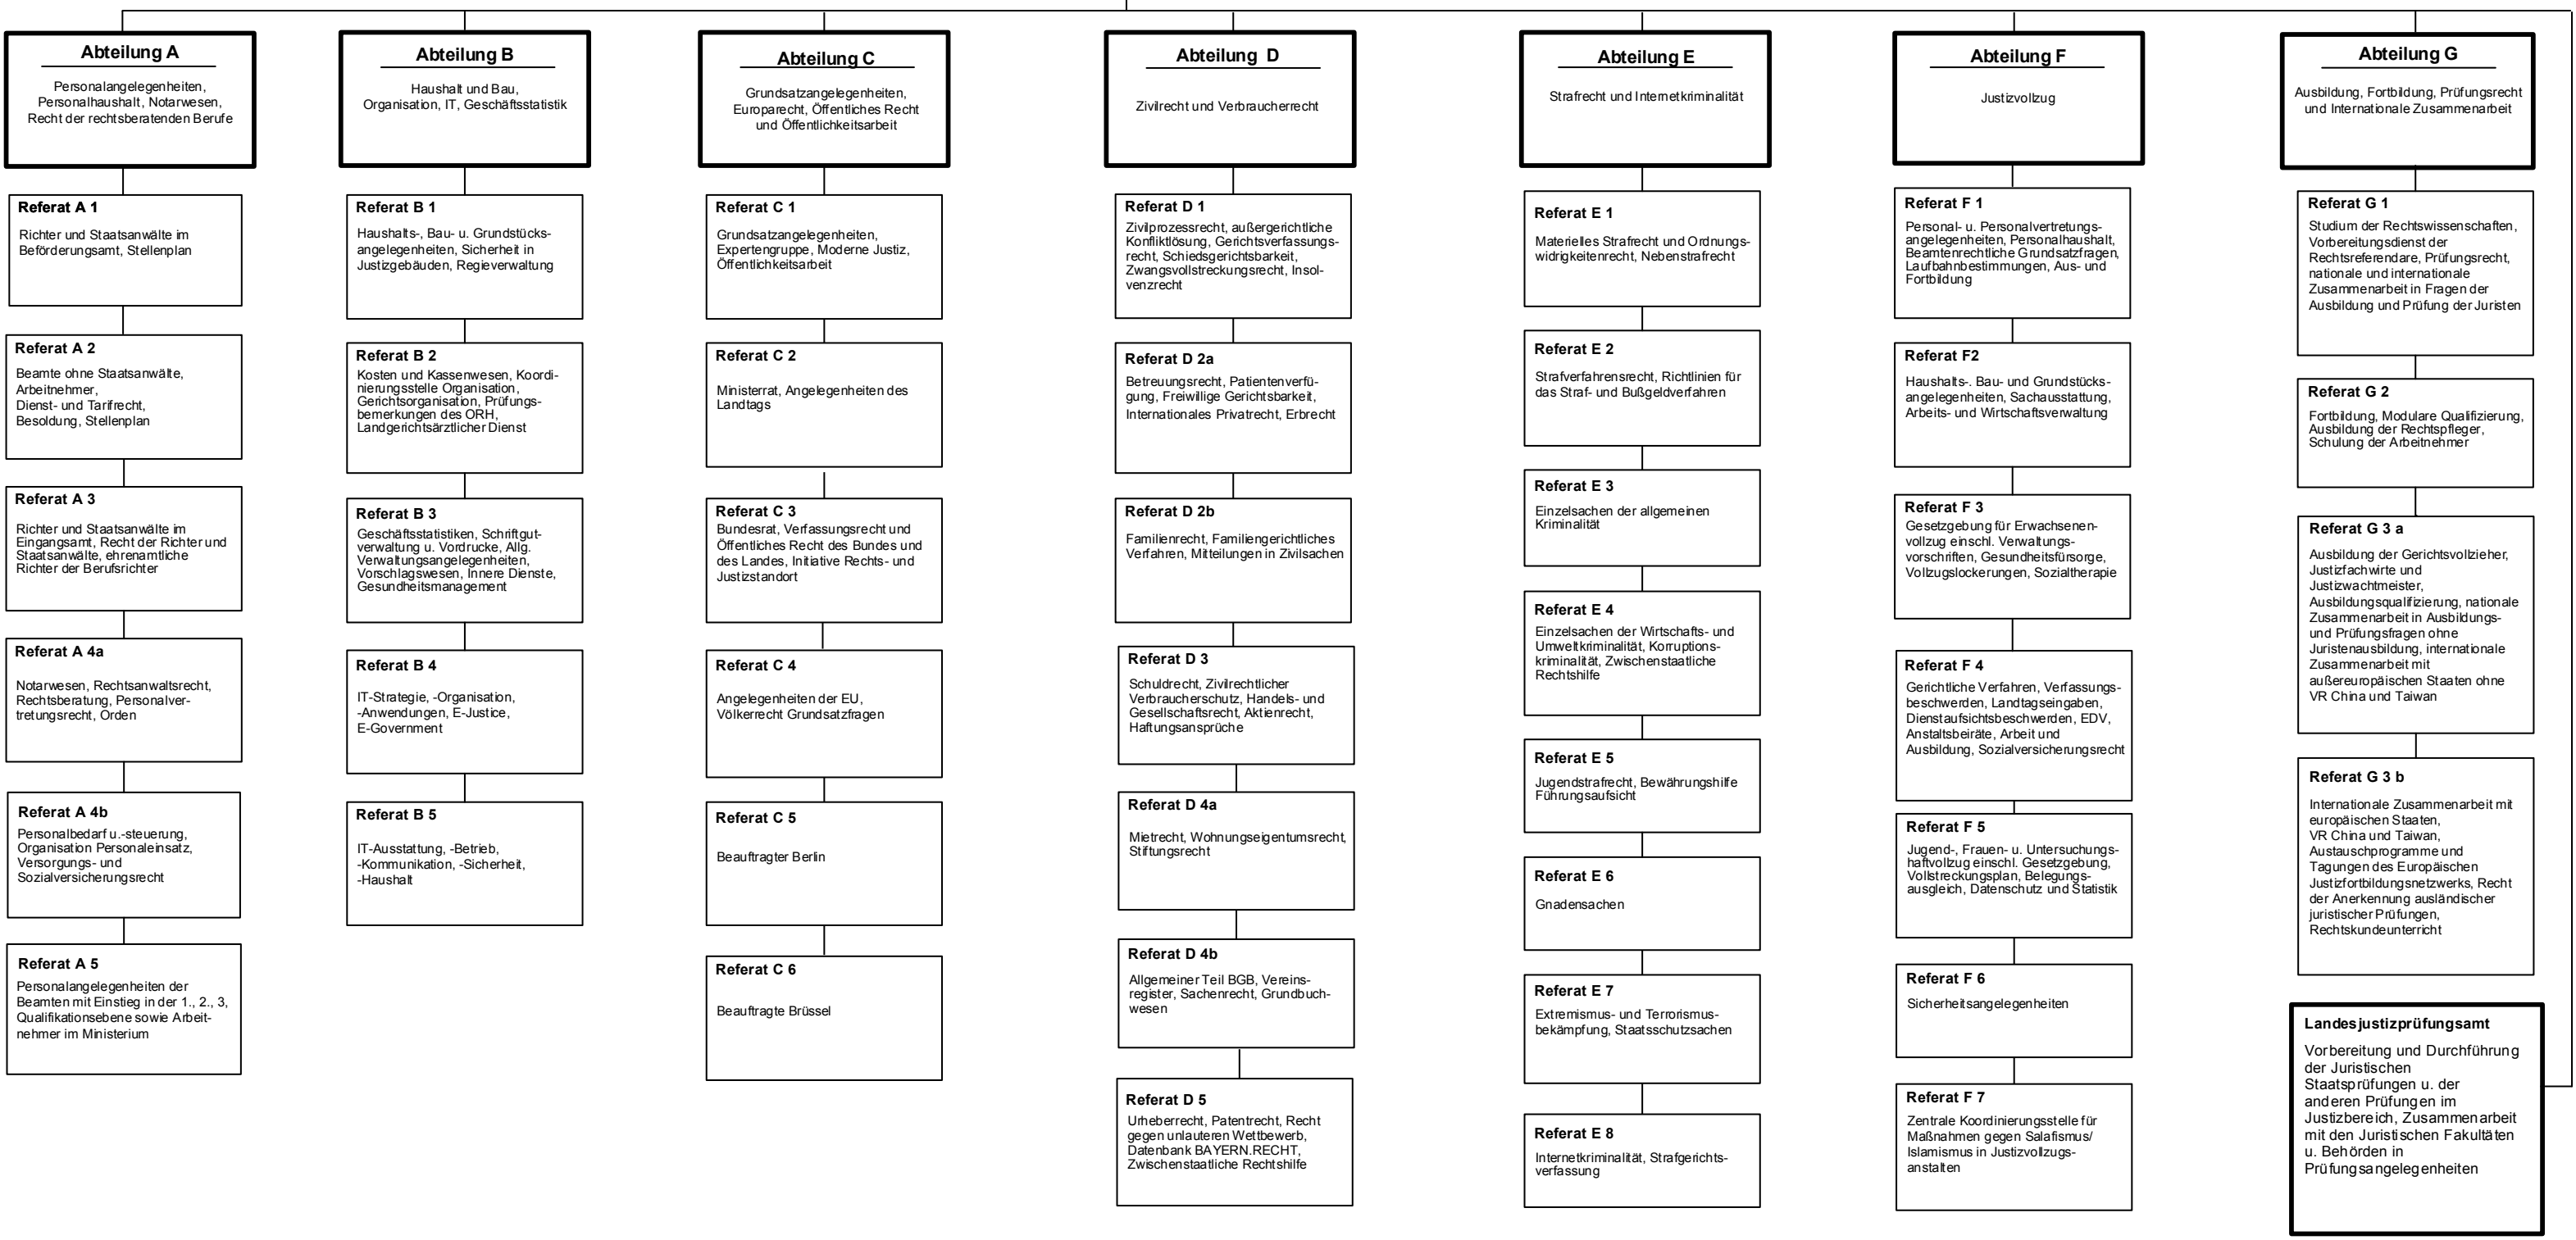 Abteilung A
Personalangelegenheiten,
Personalhaushalt, Notarwesen,
Recht der rechtsberatenden Berufe
Referat A 1
Richter und Staatsanwälte im
Beförderungsamt, Stellenplan
Referat A 2
Beamte ohne Staatsanwälte,
Arbeitnehmer,
Dienst- und Tarifrecht,
Besoldung, Stellenplan
Referat A 3
Richter und Staatsanwälte im
Eingangsamt, Recht der Richter und
Staatsanwälte, ehrenamtliche
Richter der Berufsrichter
Referat A 4a
Notarwesen, Rechtsanwaltsrecht,
Rechtsberatung, Personalver-
tretungsrecht, Orden
Referat A 4b
Personalbedarf u.-steuerung,
Organisation Personaleinsatz,
Versorgungs- und
Sozialversicherungsrecht
Referat A 5
Personalangelegenheiten der
Beamten mit Einstieg in der 1., 2., 3,
Qualifikationsebene sowie Arbeit-
nehmer im Ministerium
Abteilung B
Haushalt und Bau,
Organisation, IT, Geschäftsstatistik
Referat B 1
Haushalts-, Bau- u. Grundstücks-
angelegenheiten, Sicherheit in
Justizgebäuden, Regieverwaltung
Referat B 2
Kosten und Kassenwesen, Koordi-
nierungsstelle Organisation,
Gerichtsorganisation, Prüfungs-
bemerkungen des ORH,
Landgerichtsärztlicher Dienst
Referat B 3
Geschäftsstatistiken, Schriftgut-
verwaltung u. Vordrucke, Allg.
Verwaltungsangelegenheiten,
Vorschlagswesen, Innere Dienste,
Gesundheitsmanagement
Referat B 4
IT-Strategie, -Organisation,
-Anwendungen, E-Justice,
E-Government
Referat B 5
IT-Ausstattung, -Betrieb,
-Kommunikation, -Sicherheit,
-Haushalt
Abteilung C
Grundsatzangelegenheiten,
Europarecht, Öffentliches Recht
und Öffentlichkeitsarbeit
Referat C 1
Grundsatzangelegenheiten,
Expertengruppe, Moderne Justiz,
Öffentlichkeitsarbeit
Referat C 2
Ministerrat, Angelegenheiten des
Landtags
Referat C 3
Bundesrat, Verfassungsrecht und
Öffentliches Recht des Bundes und
des Landes, Initiative Rechts- und
Justizstandort
Referat C 4
Angelegenheiten der EU,
Völkerrecht Grundsatzfragen
Referat C 5
Beauftragter Berlin
Referat C 6
Beauftragte Brüssel
Abteilung D
Zivilrecht und Verbraucherrecht
Referat D 1
Zivilprozessrecht, außergerichtliche
Konfliktlösung, Gerichtsverfassungs-
recht, Schiedsgerichtsbarkeit,
Zwangsvollstreckungsrecht, Insol-
venzrecht
Referat D 2a
Betreuungsrecht, Patientenverfü-
gung, Freiwillige Gerichtsbarkeit,
Internationales Privatrecht, Erbrecht
Referat D 2b
Familienrecht, Familiengerichtliches
Verfahren, Mitteilungen in Zivilsachen
Referat D 3
Schuldrecht, Zivilrechtlicher
Verbraucherschutz, Handels- und
Gesellschaftsrecht, Aktienrecht,
Haftungsansprüche
Referat D 4a
Mietrecht, Wohnungseigentumsrecht,
Stiftungsrecht
Referat D 4b
Allgemeiner Teil BGB, Vereins-
register, Sachenrecht, Grundbuch-
wesen
Referat D 5
Urheberrecht, Patentrecht, Recht
gegen unlauteren Wettbewerb,
Datenbank BAYERN.RECHT,
Zwischenstaatliche Rechtshilfe
Abteilung E
Strafrecht und Internetkriminalität
Referat E 1
Materielles Strafrecht und Ordnungs-
widrigkeitenrecht, Nebenstrafrecht
Referat E 2
Strafverfahrensrecht, Richtlinien für
das Straf- und Bußgeldverfahren
Referat E 3
Einzelsachen der allgemeinen
Kriminalität
Referat E 4
Einzelsachen der Wirtschafts- und
Umweltkriminalität, Korruptions-
kriminalität, Zwischenstaatliche
Rechtshilfe
Referat E 5
Jugendstrafrecht, Bewährungshilfe
Führungsaufsicht
Referat E 6
Gnadensachen
Referat E 7
Extremismus- und Terrorismus-
bekämpfung, Staatsschutzsachen
Referat E 8
Internetkriminalität, Strafgerichts-
verfassung
Abteilung F
Justizvollzug
Referat F 1
Personal- u. Personalvertretungs-
angelegenheiten, Personalhaushalt,
Beamtenrechtliche Grundsatzfragen,
Laufbahnbestimmungen, Aus- und
Fortbildung
Referat F2
Haushalts-. Bau- und Grundstücks-
angelegenheiten, Sachausstattung,
Arbeits- und Wirtschaftsverwaltung
Referat F 3
Gesetzgebung für Erwachsenen-
vollzug einschl. Verwaltungs-
vorschriften, Gesundheitsfürsorge,
Vollzugslockerungen, Sozialtherapie
Referat F 4
Gerichtliche Verfahren, Verfassungs-
beschwerden, Landtagseingaben,
Dienstaufsichtsbeschwerden, EDV,
Anstaltsbeiräte, Arbeit und
Ausbildung, Sozialversicherungsrecht
Referat F 5
Jugend-, Frauen- u. Untersuchungs-
haftvollzug einschl. Gesetzgebung,
Vollstreckungsplan, Belegungs-
ausgleich, Datenschutz und Statistik
Referat F 6
Sicherheitsangelegenheiten
Referat F 7
Zentrale Koordinierungsstelle für
Maßnahmen gegen Salafismus/
Islamismus in Justizvollzugs-
anstalten
Abteilung G
Ausbildung, Fortbildung, Prüfungsrecht
und Internationale Zusammenarbeit
Referat G 1
Studium der Rechtswissenschaften,
Vorbereitungsdienst der
Rechtsreferendare, Prüfungsrecht,
nationale und internationale
Zusammenarbeit in Fragen der
Ausbildung und Prüfung der Juristen
Referat G 2
Fortbildung, Modulare Qualifizierung,
Ausbildung der Rechtspfleger,
Schulung der Arbeitnehmer
Referat G 3 a
Ausbildung der Gerichtsvollzieher,
Justizfachwirte und
Justizwachtmeister,
Ausbildungsqualifizierung, nationale
Zusammenarbeit in Ausbildungs-
und Prüfungsfragen ohne
Juristenausbildung, internationale
Zusammenarbeit mit
außereuropäischen Staaten ohne
VR China und Taiwan
Referat G 3 b
Internationale Zusammenarbeit mit
europäischen Staaten,
VR China und Taiwan,
Austauschprogramme und
Tagungen des Europäischen
Justizfortbildungsnetzwerks, Recht
der Anerkennung ausländischer
juristischer Prüfungen,
Rechtskundeunterricht
Landesjustizprüfungsamt
Vorbereitung und Durchführung
der Juristischen
Staatsprüfungen u. der
anderen Prüfungen im
Justizbereich, Zusammenarbeit
mit den Juristischen Fakultäten
u. Behörden in
Prüfungsangelegenheiten